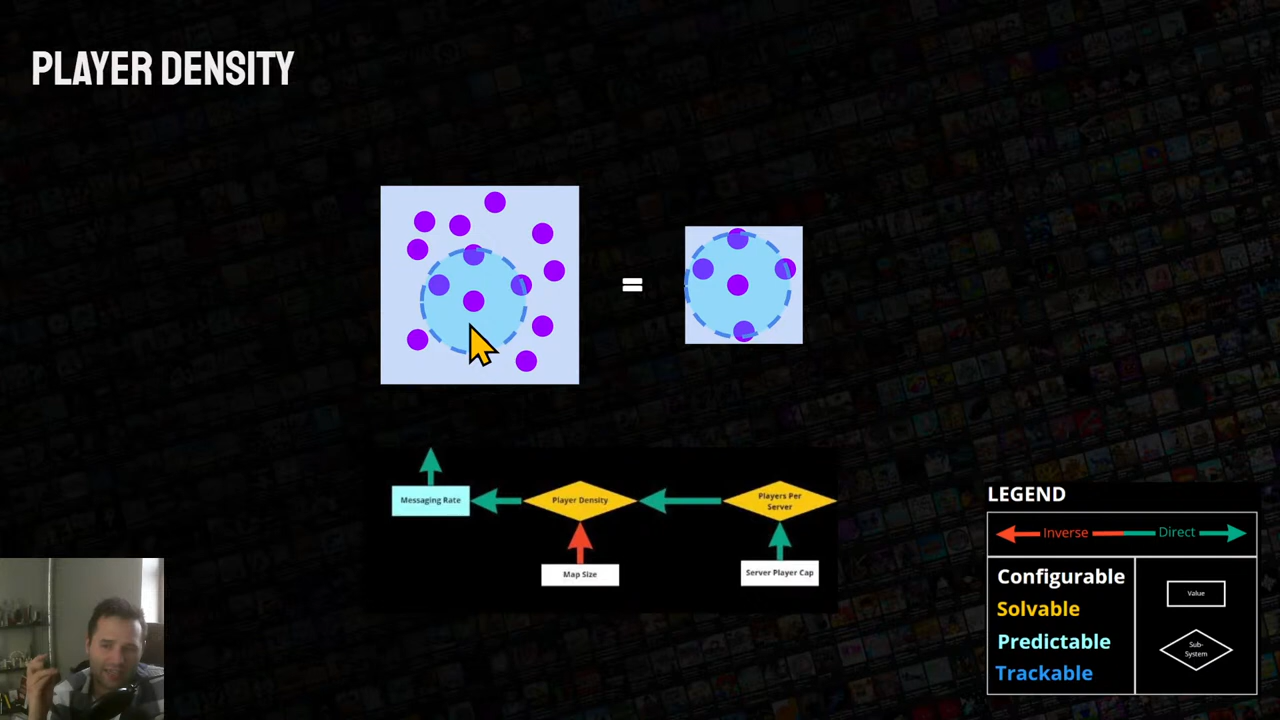 PLAYER DENSITY
=
Messaging Rate
Player Density
Players Per
Server
Map Size
Server Player Cap
LEGEND
Inverse
Direct
Configurable
Solvable
Predictable
Trackable
Value
Sub-
System